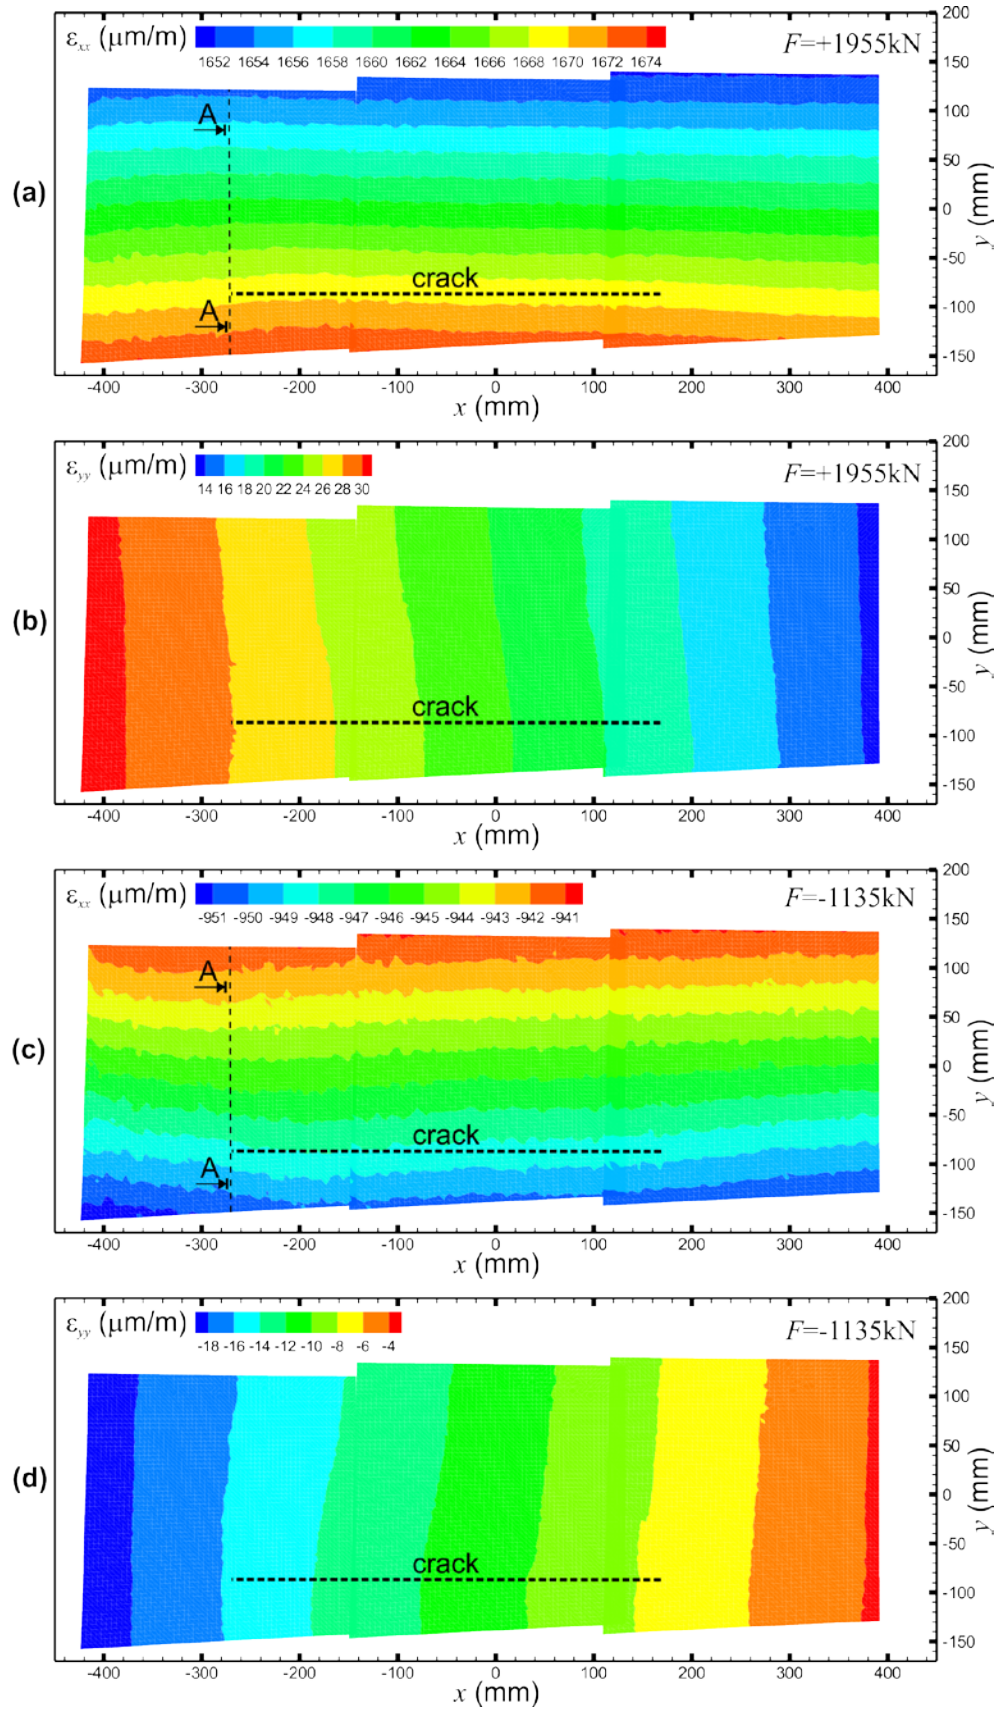 εxx (μm/m)
1652 1654 1656 1658 1660 1662 1664 1666 1668 1670 1672 1674
F=+1955kN
200
150
100
50
0
-50
-100
-150
y (mm)
(a)
A
crack
A
-400 -300 -200 -100 0 100 200 300 400
x (mm)
εyy (μm/m)
14 16 18 20 22 24 26 28 30
F=+1955kN
200
150
100
50
0
-50
-100
-150
y (mm)
(b)
crack
-400 -300 -200 -100 0 100 200 300 400
x (mm)
εxx (μm/m)
-951 -950 -949 -948 -947 -946 -945 -944 -943 -942 -941
F=-1135kN
200
150
100
50
0
-50
-100
-150
y (mm)
(c)
A
crack
A
-400 -300 -200 -100 0 100 200 300 400
x (mm)
εyy (μm/m)
-18 -16 -14 -12 -10 -8 -6 -4
F=-1135kN
200
150
100
50
0
-50
-100
-150
y (mm)
(d)
crack
-400 -300 -200 -100 0 100 200 300 400
x (mm)